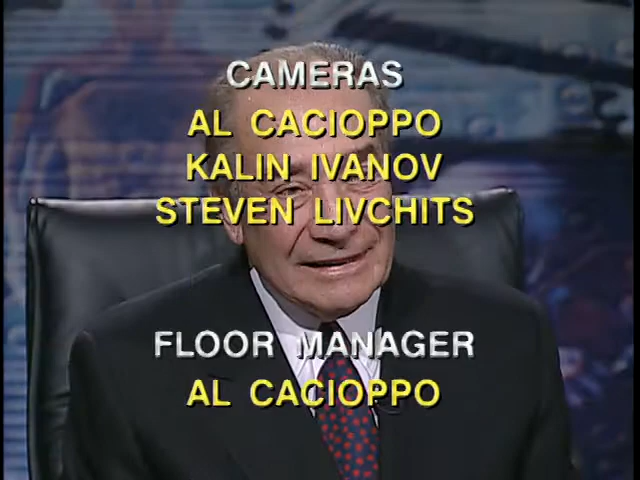 CAMERAS
AL CACIOPPO
KALIN IVANOV
STEVEN LIVCHITS
FLOOR MANAGER
AL CACIOPPO